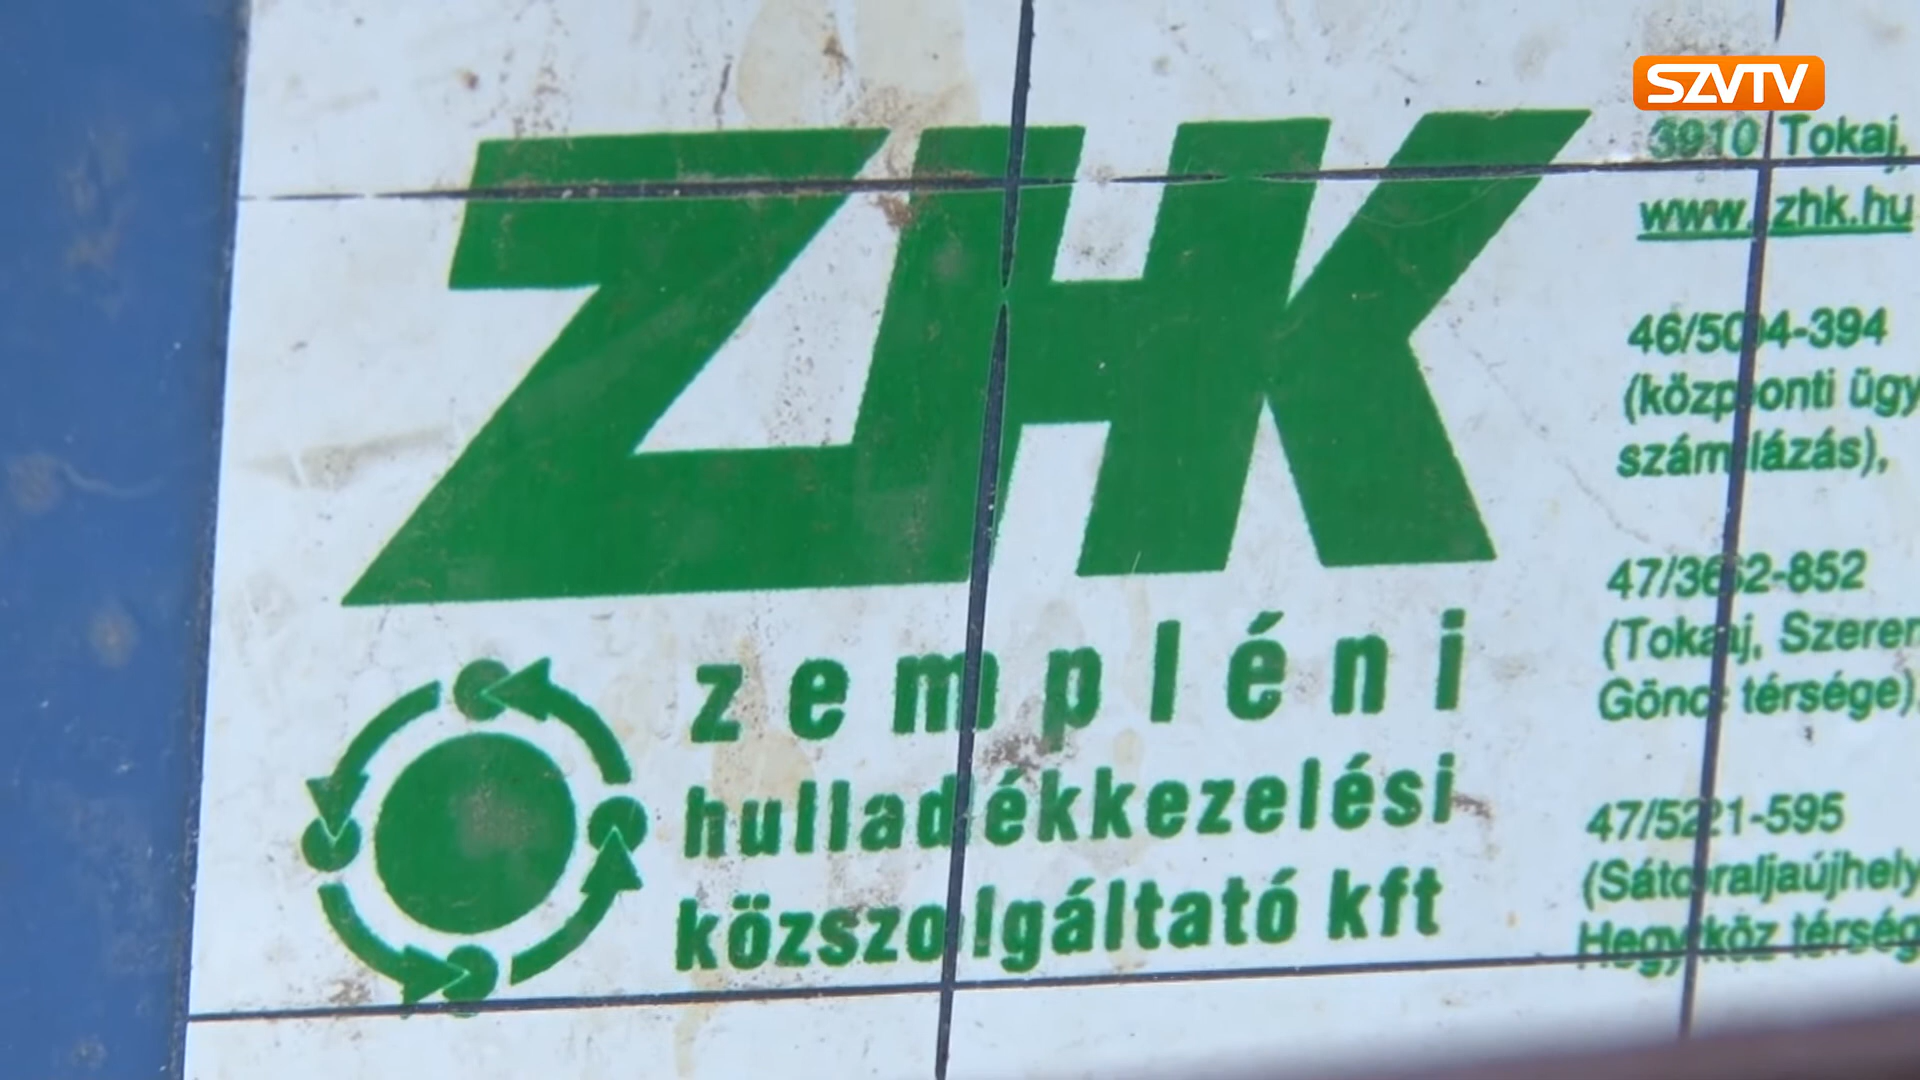 SZVTV
ZHK
zempléni
hulladékkezelési
közszolgáltató kft
3910 Tokaj,
www.zhk.hu
46/504-394
(központi ügy
számlázás),
47/362-852
(Tokaj, Szeren
Gönc térsége),
47/521-595
(Sátoraljaújhely
Hegyköz térség